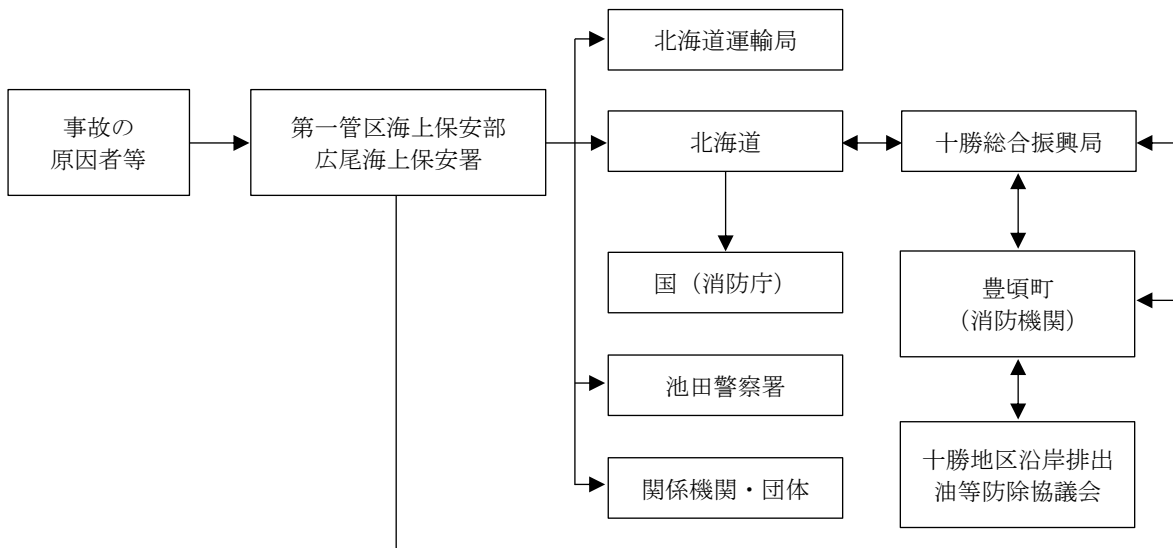 北海道運輸局
事故の
原因者等
第一管区海上保安部
広尾海上保安署
北海道
十勝総合振興局
国（消防庁）
豊頃町
（消防機関）
池田警察署
関係機関・団体
十勝地区沿岸排出
油等防除協議会